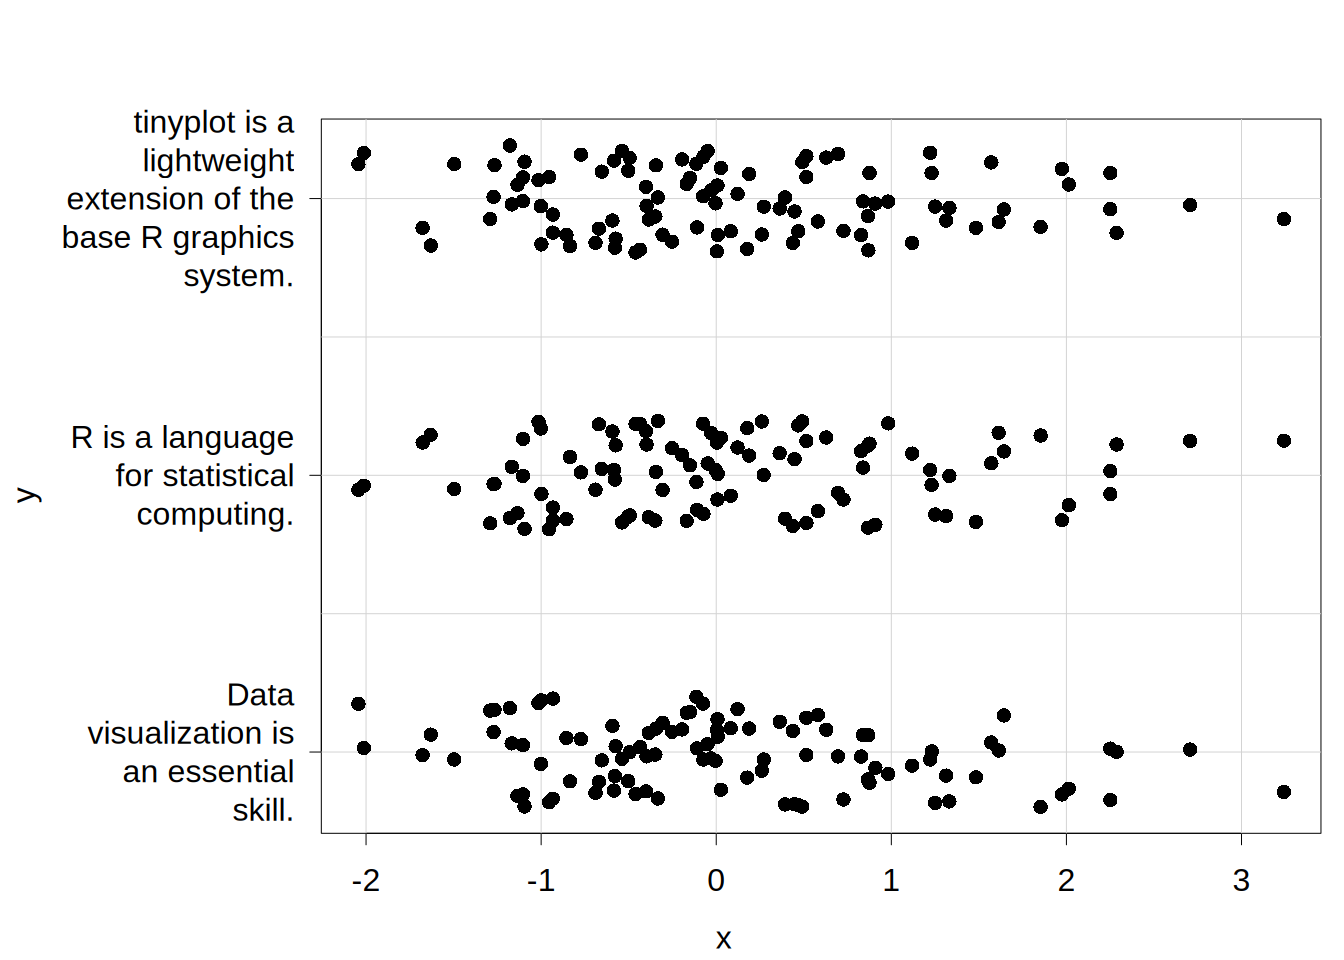 tinyplot is a
lightweight
extension of the
base R graphics
system.
R is a language
for statistical
computing.
Data
visualization is
an essential
skill.
y
-2 -1 0 1 2 3
x